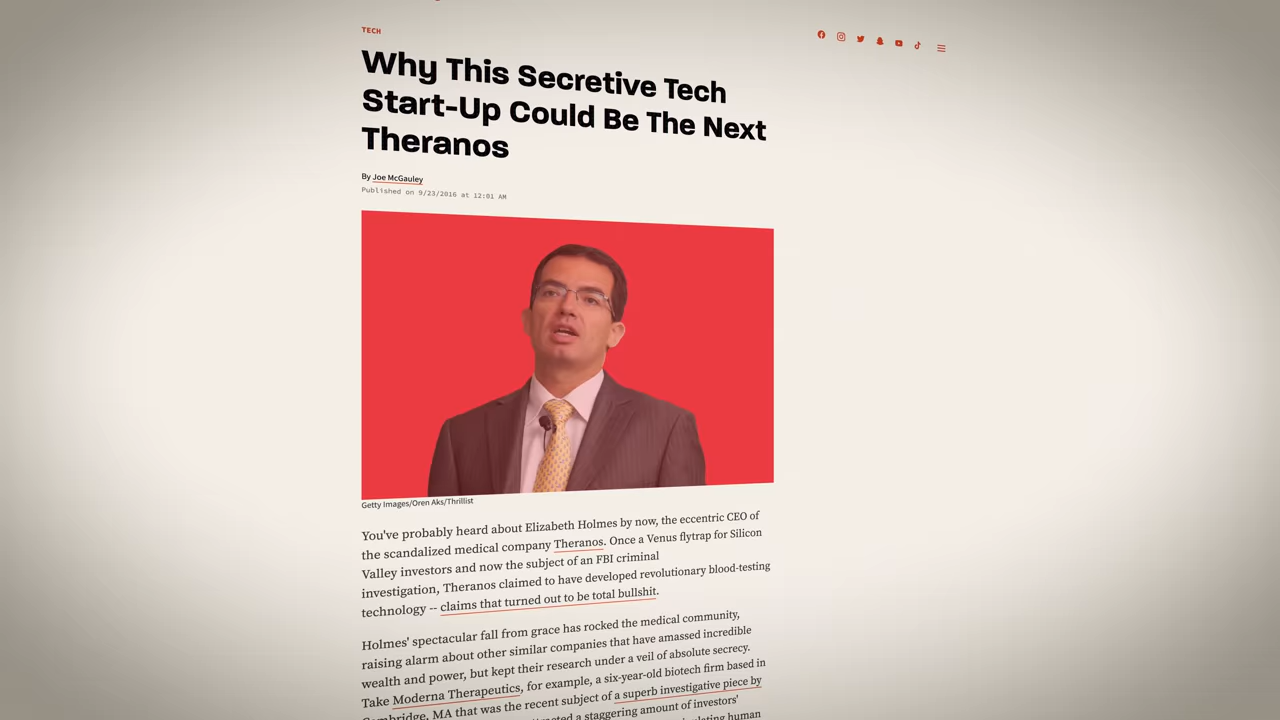 TECH
Why This Secretive Tech
Start-Up Could Be The Next
Theranos
By Joe McGauley
Published on 9/23/2016 at 12:01 AM
Getty Images/Oren Aks/Thrillist
You've probably heard about Elizabeth Holmes by now, the eccentric CEO of
the scandalized medical company Theranos. Once a Venus flytrap for Silicon
Valley investors and now the subject of an FBI criminal
investigation, Theranos claimed to have developed revolutionary blood-testing
technology -- claims that turned out to be total bullshit.
Holmes' spectacular fall from grace has rocked the medical community,
raising alarm about other similar companies that have amassed incredible
wealth and power, but kept their research under a veil of absolute secrecy.
Take Moderna Therapeutics, for example, a six-year-old biotech firm based in
Cambridge, MA that was the recent subject of a superb investigative piece by
a staggering amount of investors'
human